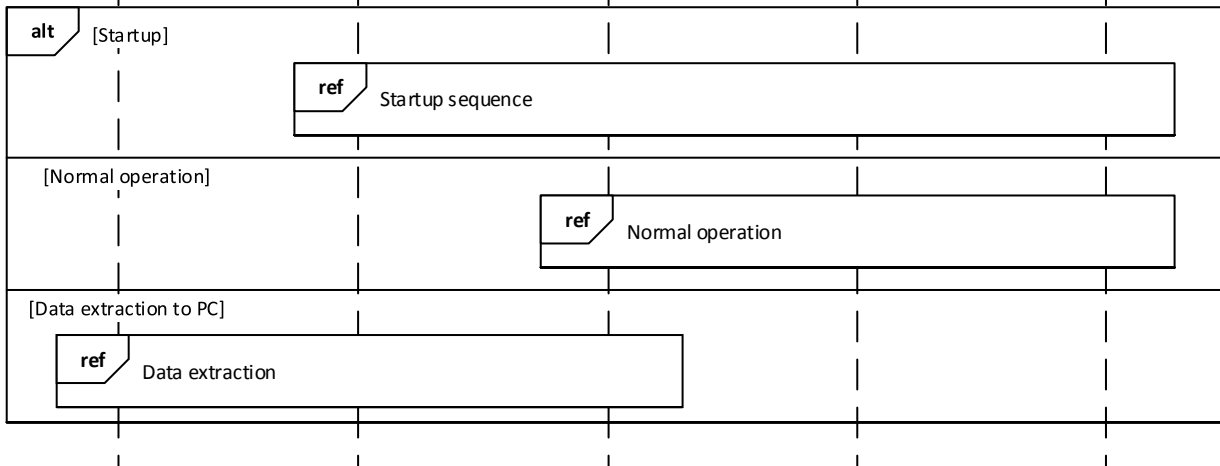 alt [Startup]
ref Startup sequence
[Normal operation]
ref Normal operation
[Data extraction to PC]
ref Data extraction